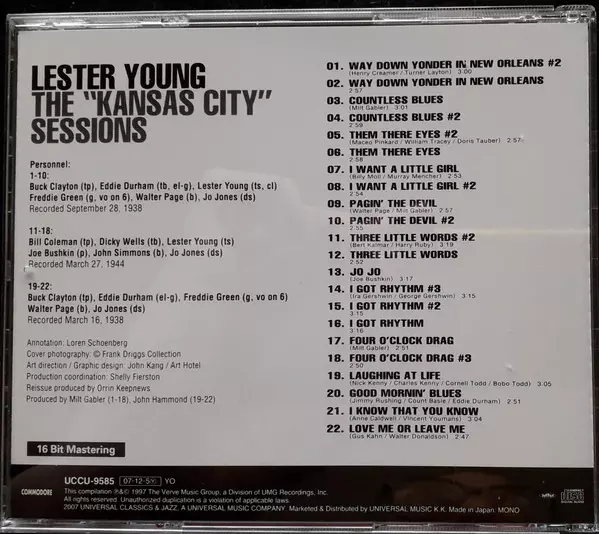 LESTER YOUNG
THE "KANSAS CITY"
SESSIONS
Personnel:
1-10:
Buck Clayton (tp), Eddie Durham (tb, el-g), Lester Young (ts, cl)
Freddie Green (g, vo on 6), Walter Page (b), Jo Jones (ds)
Recorded September 28, 1938
11-18:
Bill Coleman (tp), Dicky Wells (tb), Lester Young (ts)
Joe Bushkin (p), John Simmons (b), Jo Jones (ds)
Recorded March 27, 1944
19-22:
Buck Clayton (tp), Eddie Durham (el-g), Freddie Green (g, vo on 6)
Walter Page (b), Jo Jones (ds)
Recorded March 16, 1938
Annotation: Loren Schoenberg
Cover photography: © Frank Driggs Collection
Art direction / Graphic design: John Kang / Art Hotel
Production coordination: Shelly Fierston
Reissue produced by Orrin Keepnews
Produced by Milt Gabler (1-18), John Hammond (19-22)
16 Bit Mastering
01. WAY DOWN YONDER IN NEW ORLEANS #2
(Henry Creamer / Turner Layton) 3:00
02. WAY DOWN YONDER IN NEW ORLEANS
2:57
03. COUNTLESS BLUES
(Milt Gabler) 3:01
04. COUNTLESS BLUES #2
2:59
05. THEM THERE EYES #2
(Maceo Pinkard / William Tracey / Doris Tauber) 2:57
06. THEM THERE EYES
2:58
07. I WANT A LITTLE GIRL
(Billy Moll / Murray Mencher) 2:53
08. I WANT A LITTLE GIRL #2
2:54
09. PAGIN' THE DEVIL
(Walter Page / Milt Gabler) 2:57
10. PAGIN' THE DEVIL #2
2:55
11. THREE LITTLE WORDS #2
(Bert Kalmar / Harry Ruby) 3:19
12. THREE LITTLE WORDS
2:52
13. JO JO
(Joe Bushkin) 3:17
14. I GOT RHYTHM #3
(Ira Gershwin / George Gershwin) 3:15
15. I GOT RHYTHM #2
3:15
16. I GOT RHYTHM
3:16
17. FOUR O'CLOCK DRAG
(Milt Gabler) 2:51
18. FOUR O'CLOCK DRAG #3
2:50
19. LAUGHING AT LIFE
(Nick Kenny / Charles Kenny / Cornell Todd / Bobo Todd) 3:05
20. GOOD MORNIN' BLUES
(Jimmy Rushing / Count Basie / Eddie Durham) 2:51
21. I KNOW THAT YOU KNOW
(Anne Caldwell / Vincent Youmans) 3:01
22. LOVE ME OR LEAVE ME
(Gus Kahn / Walter Donaldson) 2:47
COMMODORE
UCCU-9585 07·12·5 YO
This compilation ℗&© 1997 The Verve Music Group: a Division of UMG Recordings, Inc.
All rights reserved. Unauthorized duplication is a violation of applicable laws.
2007 UNIVERSAL CLASSICS & JAZZ, A UNIVERSAL MUSIC COMPANY. Marketed & Distributed by UNIVERSAL MUSIC K.K. Made in Japan: MONO